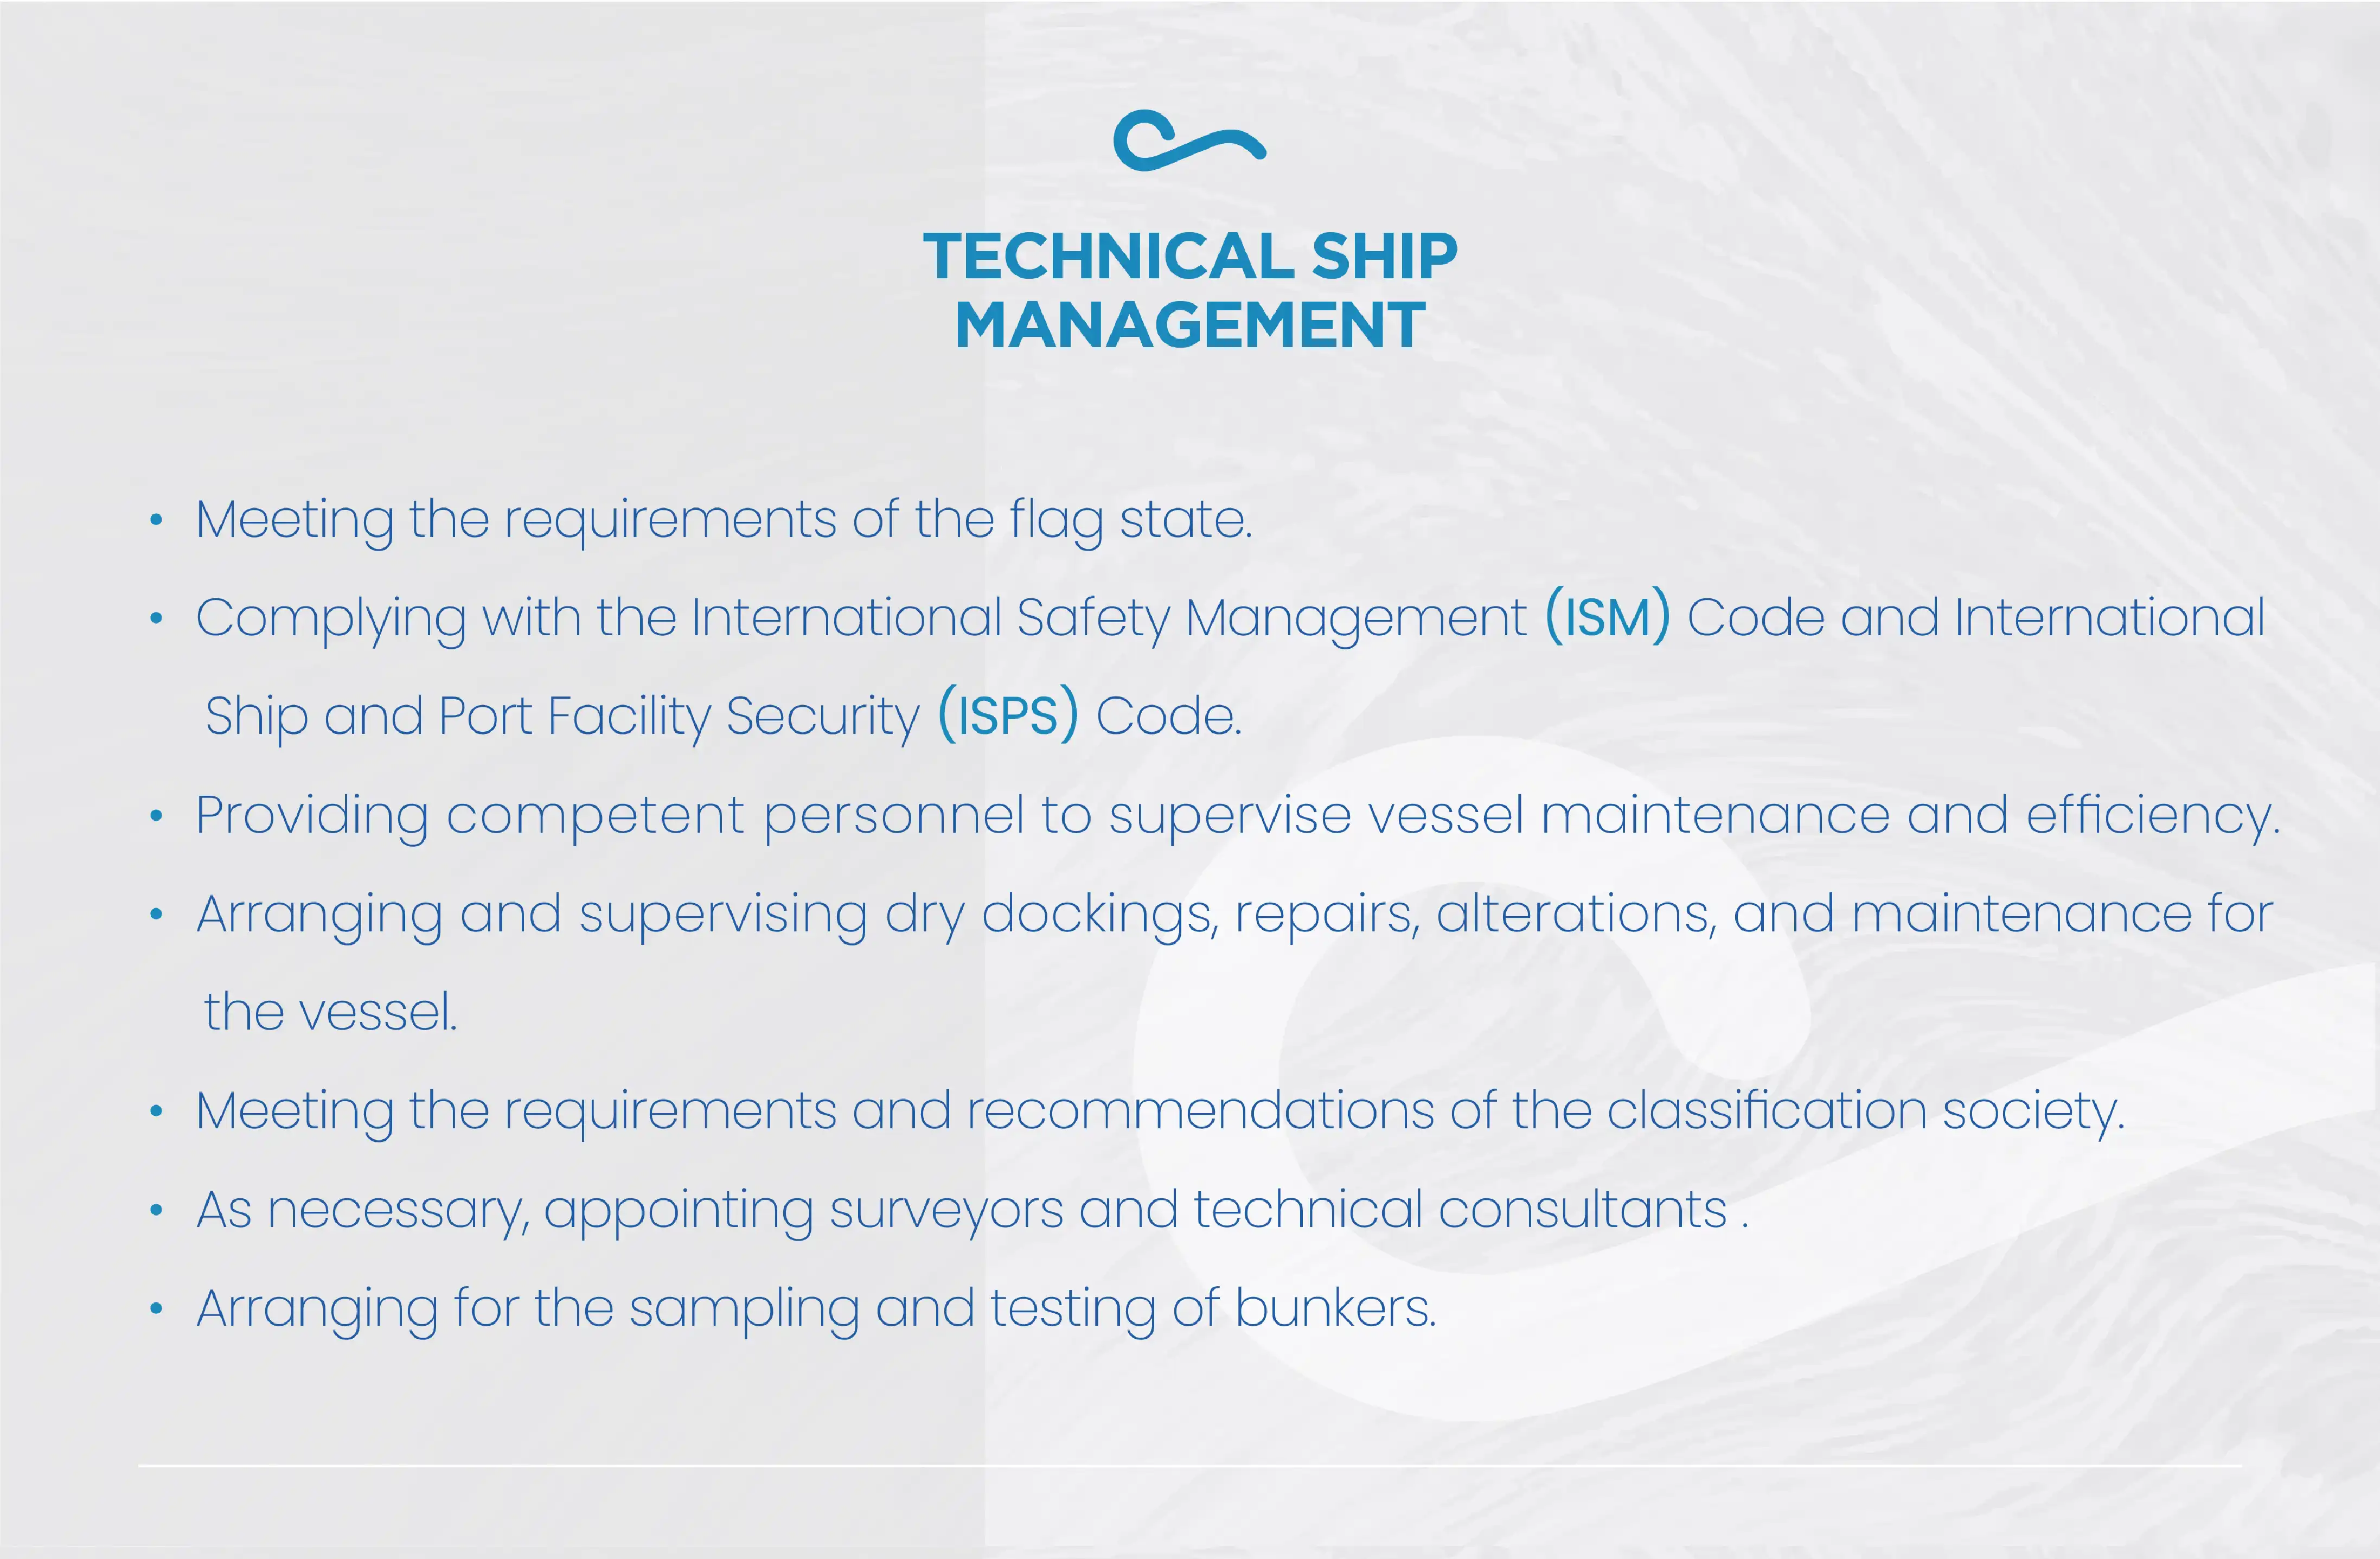 TECHNICAL SHIP
MANAGEMENT
• Meeting the requirements of the flag state.
• Complying with the International Safety Management (ISM) Code and International
Ship and Port Facility Security (ISPS) Code.
• Providing competent personnel to supervise vessel maintenance and efficiency.
• Arranging and supervising dry dockings, repairs, alterations, and maintenance for
the vessel.
• Meeting the requirements and recommendations of the classification society.
• As necessary, appointing surveyors and technical consultants .
• Arranging for the sampling and testing of bunkers.